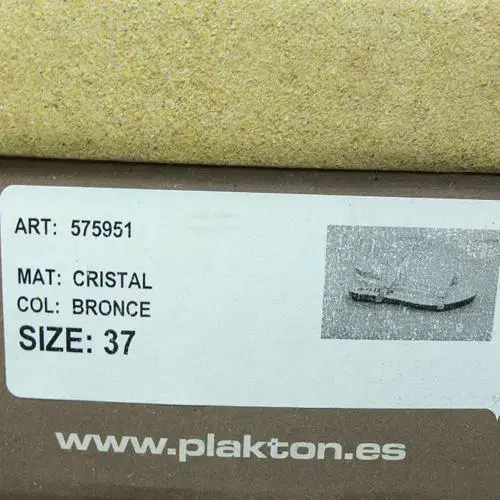 ART: 575951
MAT: CRISTAL
COL: BRONCE
SIZE: 37
www.plakton.es